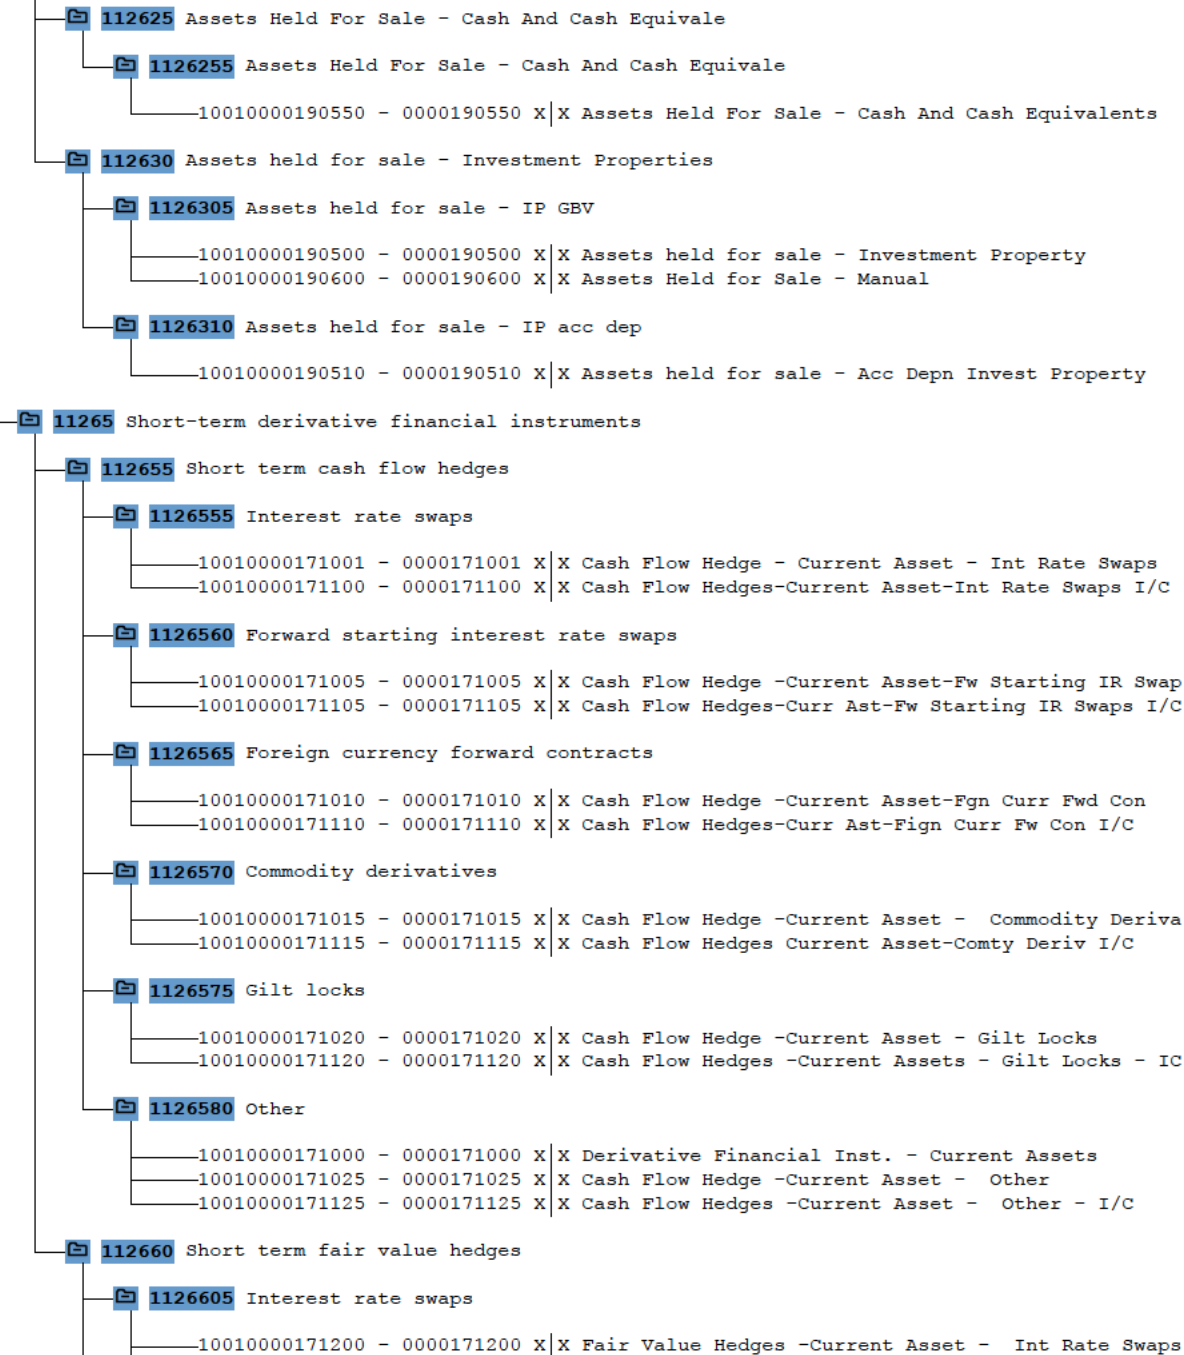 112625 Assets Held For Sale - Cash And Cash Equivale
1126255 Assets Held For Sale - Cash And Cash Equivale
10010000190550 - 0000190550 X X Assets Held For Sale - Cash And Cash Equivalents
112630 Assets held for sale - Investment Properties
1126305 Assets held for sale - IP GBV
10010000190500 - 0000190500 X X Assets held for sale - Investment Property
10010000190600 - 0000190600 X X Assets Held for Sale - Manual
1126310 Assets held for sale - IP acc dep
10010000190510 - 0000190510 X X Assets held for sale - Acc Depn Invest Property
11265 Short-term derivative financial instruments
112655 Short term cash flow hedges
1126555 Interest rate swaps
10010000171001 - 0000171001 X X Cash Flow Hedge - Current Asset - Int Rate Swaps
10010000171100 - 0000171100 X X Cash Flow Hedges-Current Asset-Int Rate Swaps I/C
1126560 Forward starting interest rate swaps
10010000171005 - 0000171005 X X Cash Flow Hedge -Current Asset-Fw Starting IR Swap
10010000171105 - 0000171105 X X Cash Flow Hedges-Curr Ast-Fw Starting IR Swaps I/C
1126565 Foreign currency forward contracts
10010000171010 - 0000171010 X X Cash Flow Hedge -Current Asset-Fgn Curr Fwd Con
10010000171110 - 0000171110 X X Cash Flow Hedges-Curr Ast-Fign Curr Fw Con I/C
1126570 Commodity derivatives
10010000171015 - 0000171015 X X Cash Flow Hedge -Current Asset -  Commodity Deriva
10010000171115 - 0000171115 X X Cash Flow Hedges Current Asset-Comty Deriv I/C
1126575 Gilt locks
10010000171020 - 0000171020 X X Cash Flow Hedge -Current Asset - Gilt Locks
10010000171120 - 0000171120 X X Cash Flow Hedges -Current Assets - Gilt Locks - IC
1126580 Other
10010000171000 - 0000171000 X X Derivative Financial Inst. - Current Assets
10010000171025 - 0000171025 X X Cash Flow Hedge -Current Asset -  Other
10010000171125 - 0000171125 X X Cash Flow Hedges -Current Asset -  Other - I/C
112660 Short term fair value hedges
1126605 Interest rate swaps
10010000171200 - 0000171200 X X Fair Value Hedges -Current Asset -  Int Rate Swaps